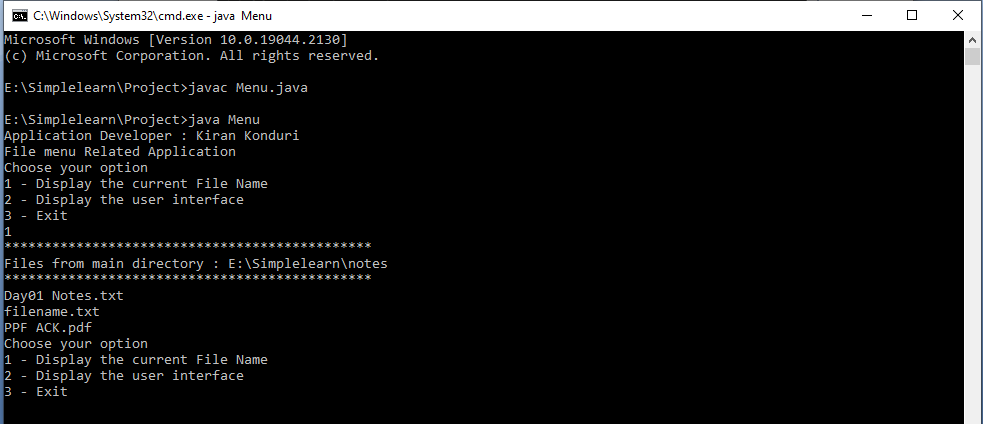 C:\Windows\System32\cmd.exe - java  Menu
Microsoft Windows [Version 10.0.19044.2130]
(c) Microsoft Corporation. All rights reserved.
E:\Simplelearn\Project>javac Menu.java
E:\Simplelearn\Project>java Menu
Application Developer : Kiran Konduri
File menu Related Application
Choose your option
1 - Display the current File Name
2 - Display the user interface
3 - Exit
1
**********************************************
Files from main directory : E:\Simplelearn\notes
**********************************************
Day01 Notes.txt
filename.txt
PPF ACK.pdf
Choose your option
1 - Display the current File Name
2 - Display the user interface
3 - Exit